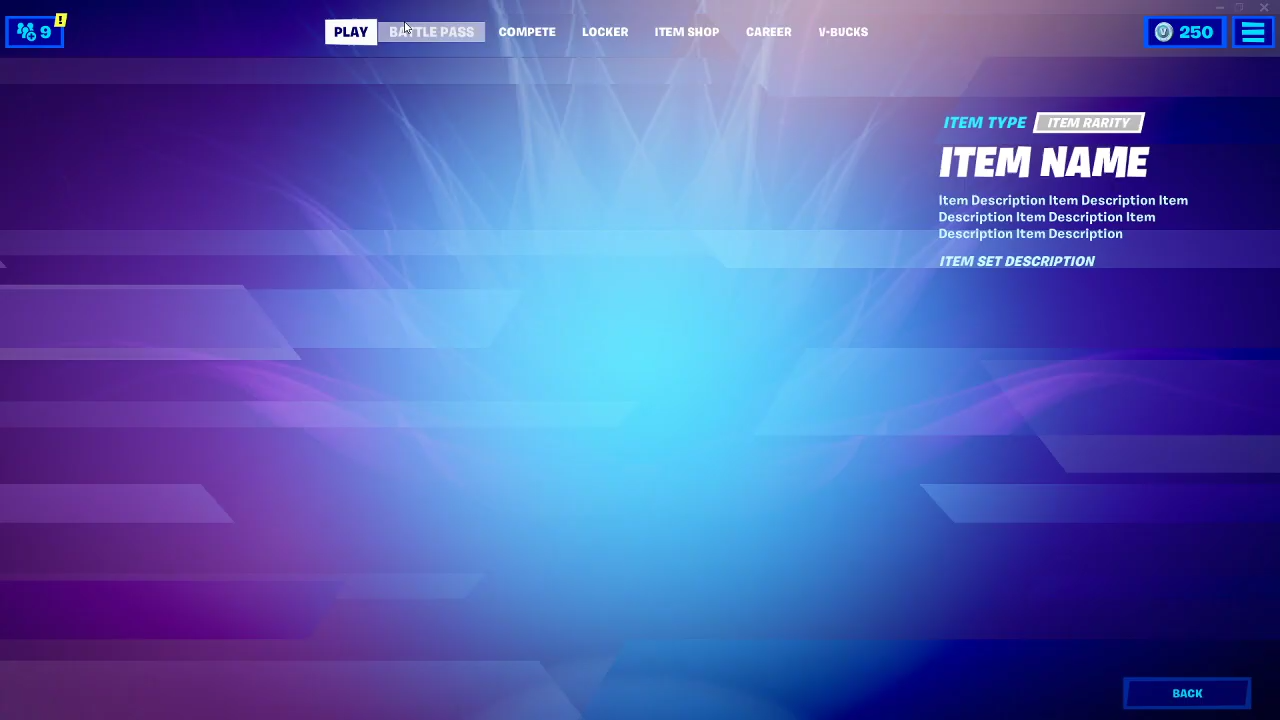 9 !
PLAY BATTLE PASS COMPETE LOCKER ITEM SHOP CAREER V-BUCKS
V 250
ITEM TYPE ITEM RARITY
ITEM NAME
Item Description Item Description Item
Description Item Description Item
Description Item Description
ITEM SET DESCRIPTION
BACK